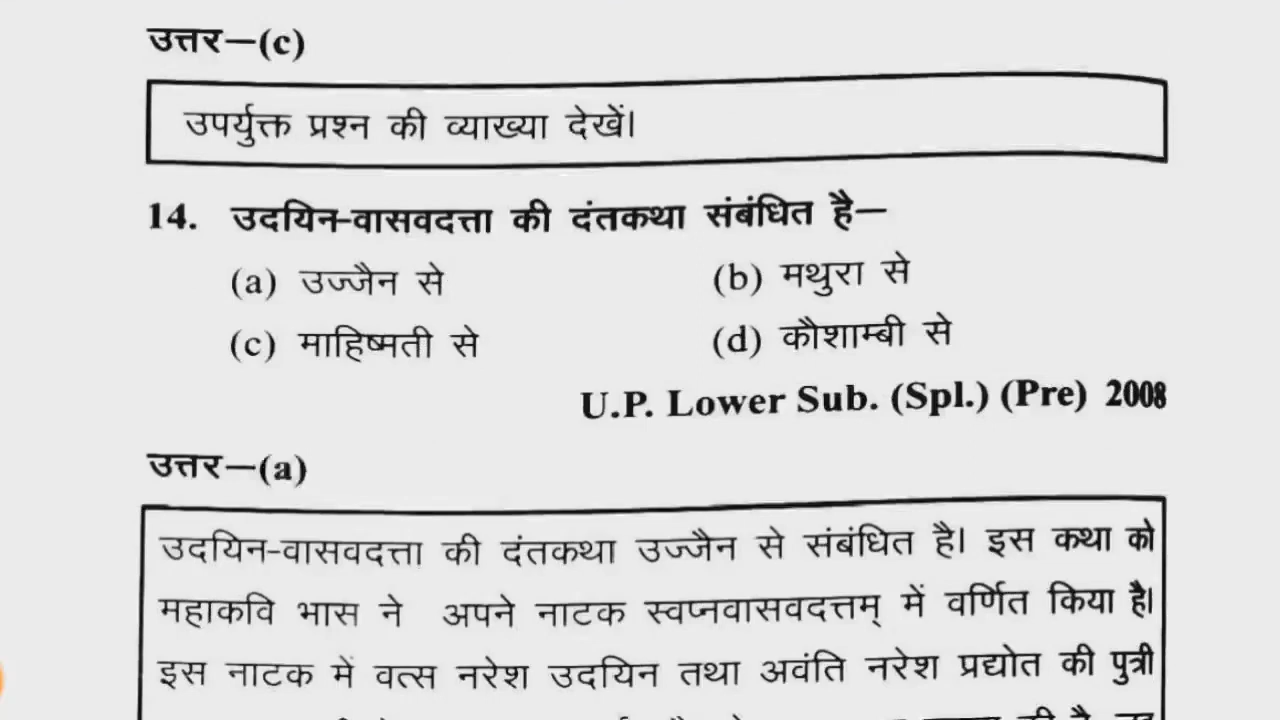 उत्तर—(c)
उपर्युक्त प्रश्न की व्याख्या देखें।
14. उदयिन-वासवदत्ता की दंतकथा संबंधित है—
(a) उज्जैन से (b) मथुरा से
(c) माहिष्मती से (d) कौशाम्बी से
U.P. Lower Sub. (Spl.) (Pre) 2008
उत्तर—(a)
उदयिन-वासवदत्ता की दंतकथा उज्जैन से संबंधित है। इस कथा को
महाकवि भास ने अपने नाटक स्वप्नवासवदत्तम् में वर्णित किया है।
इस नाटक में वत्स नरेश उदयिन तथा अवंति नरेश प्रद्योत की पुत्री